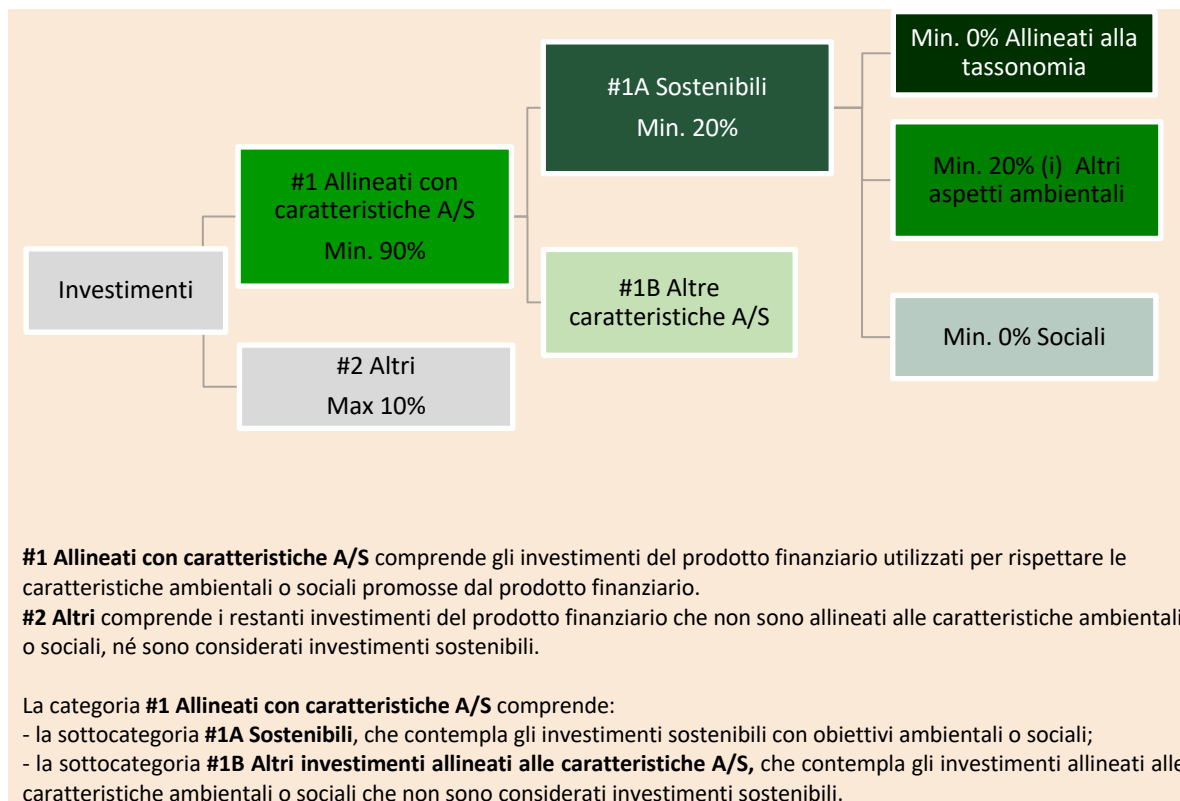 Investimenti
#1 Allineati con
caratteristiche A/S
Min. 90%
#2 Altri
Max 10%
#1A Sostenibili
Min. 20%
#1B Altre
caratteristiche A/S
Min. 0% Allineati alla
tassonomia
Min. 20% (i) Altri
aspetti ambientali
Min. 0% Sociali
#1 Allineati con caratteristiche A/S comprende gli investimenti del prodotto finanziario utilizzati per rispettare le
caratteristiche ambientali o sociali promosse dal prodotto finanziario.
#2 Altri comprende i restanti investimenti del prodotto finanziario che non sono allineati alle caratteristiche ambientali
o sociali, né sono considerati investimenti sostenibili.
La categoria #1 Allineati con caratteristiche A/S comprende:
- la sottocategoria #1A Sostenibili, che contempla gli investimenti sostenibili con obiettivi ambientali o sociali;
- la sottocategoria #1B Altri investimenti allineati alle caratteristiche A/S, che contempla gli investimenti allineati alle
caratteristiche ambientali o sociali che non sono considerati investimenti sostenibili.